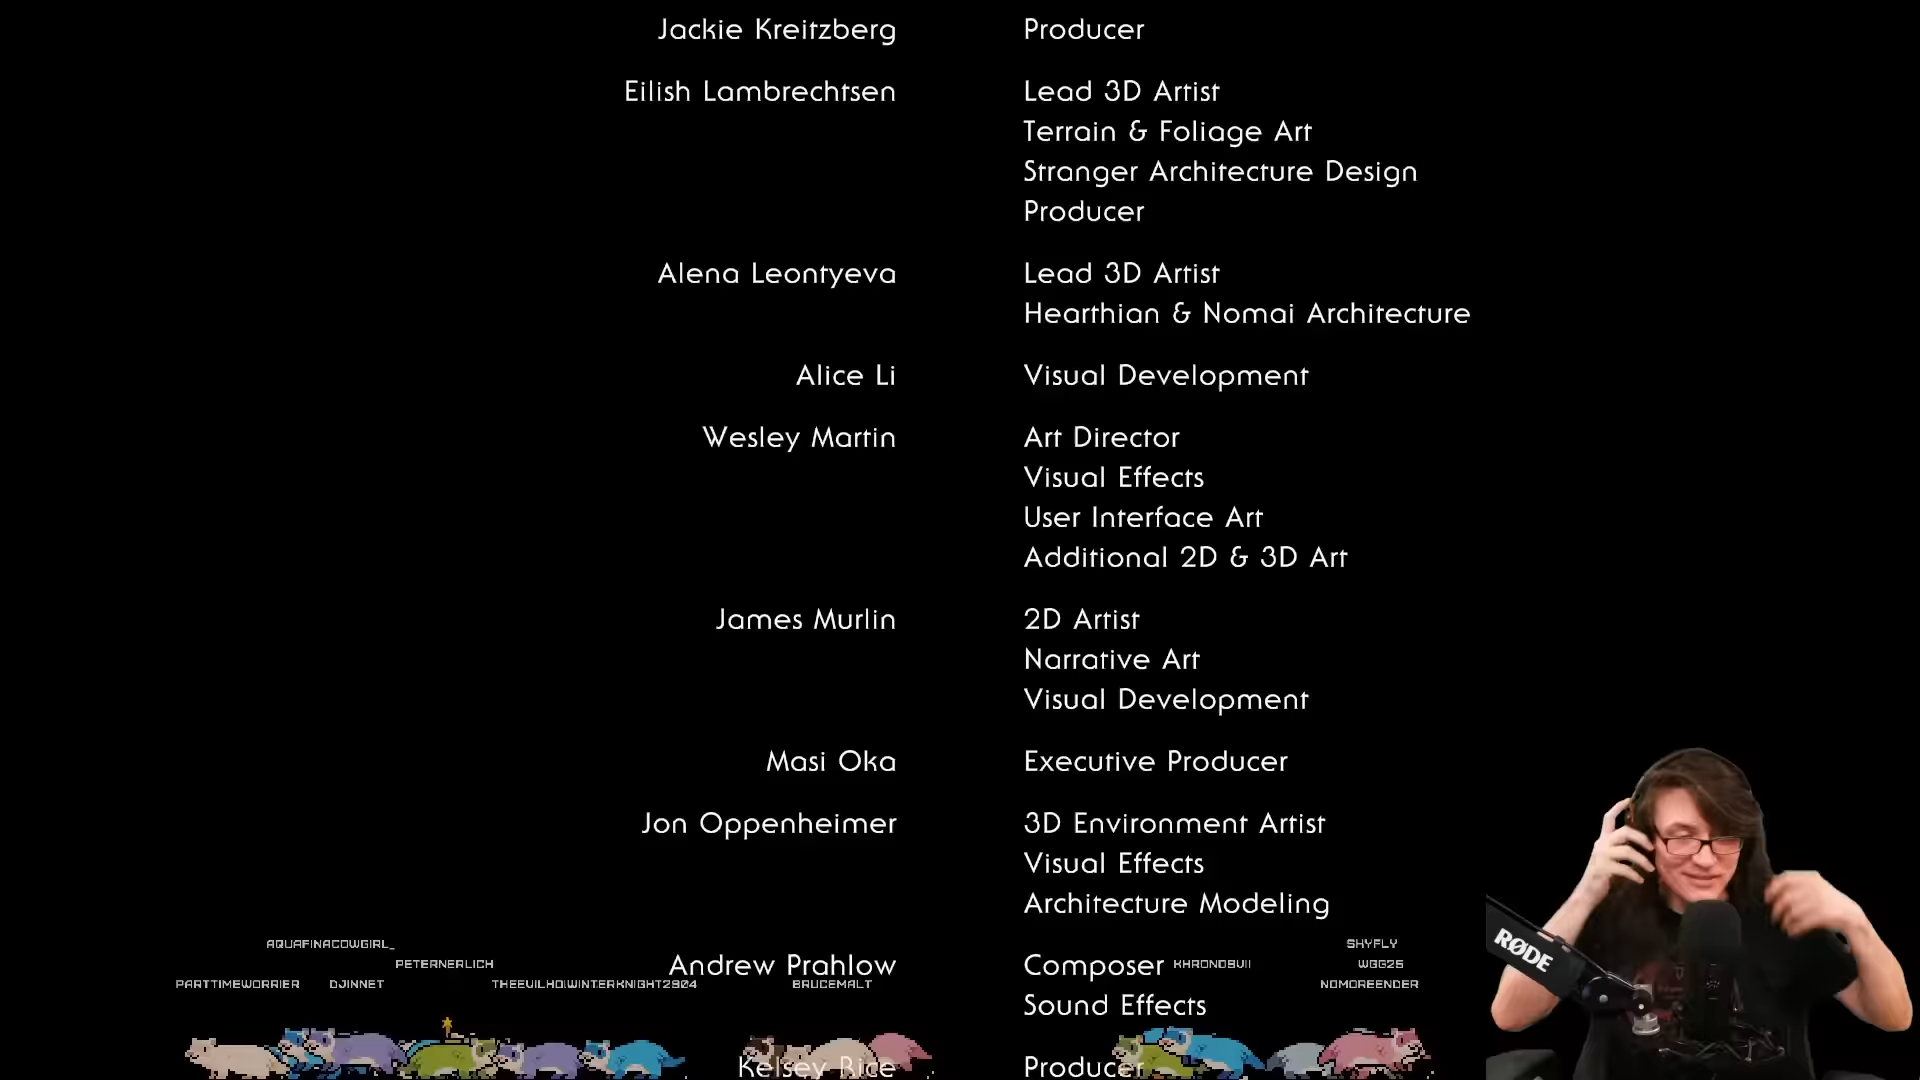 Jackie Kreitzberg Producer
Eilish Lambrechtsen Lead 3D Artist
Terrain & Foliage Art
Stranger Architecture Design
Producer
Alena Leontyeva Lead 3D Artist
Hearthian & Nomai Architecture
Alice Li Visual Development
Wesley Martin Art Director
Visual Effects
User Interface Art
Additional 2D & 3D Art
James Murlin 2D Artist
Narrative Art
Visual Development
Masi Oka Executive Producer
Jon Oppenheimer 3D Environment Artist
Visual Effects
Architecture Modeling
RØDE
AQUAFINACOWGIRL_ SHYFLY
PETERNERLICH Andrew Prahlow Composer KHRONOSVII WGG25
PARTTIMEWORRIER DJINNET BRUCEMALT NOMOREENDER
Sound Effects
Kelsey Rice Producer